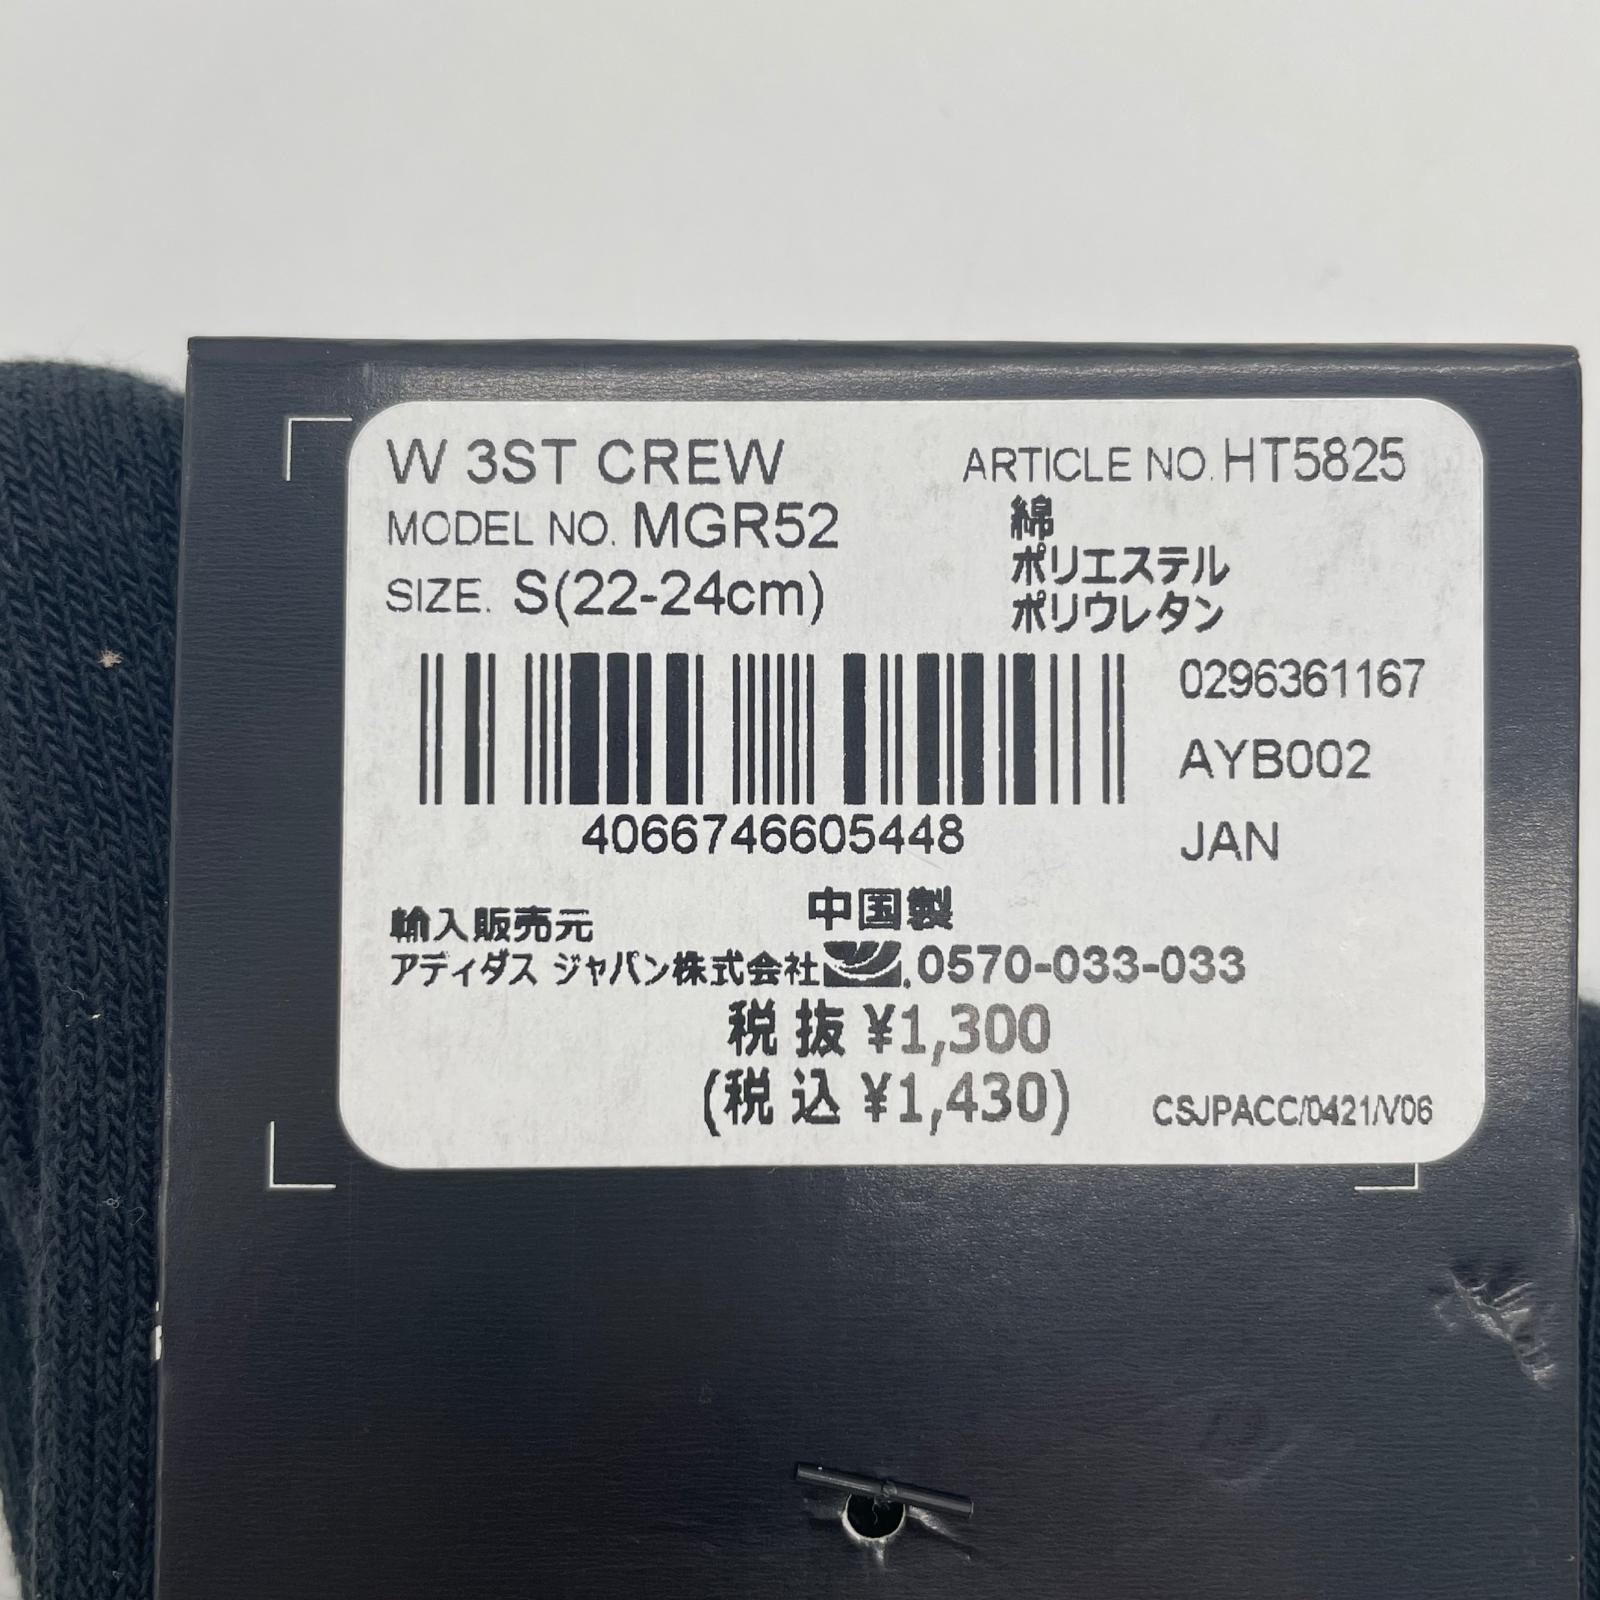 W 3ST CREW
ARTICLE NO. HT5825
MODEL NO. MGR52
綿
SIZE. S(22-24cm)
ポリエステル
ポリウレタン
0296361167
AYB002
4066746605448
JAN
中国製
輸入販売元
アディダス ジャパン株式会社 0570-033-033
税抜 ¥1,300
(税込 ¥1,430)
CSJPACC/0421/V06